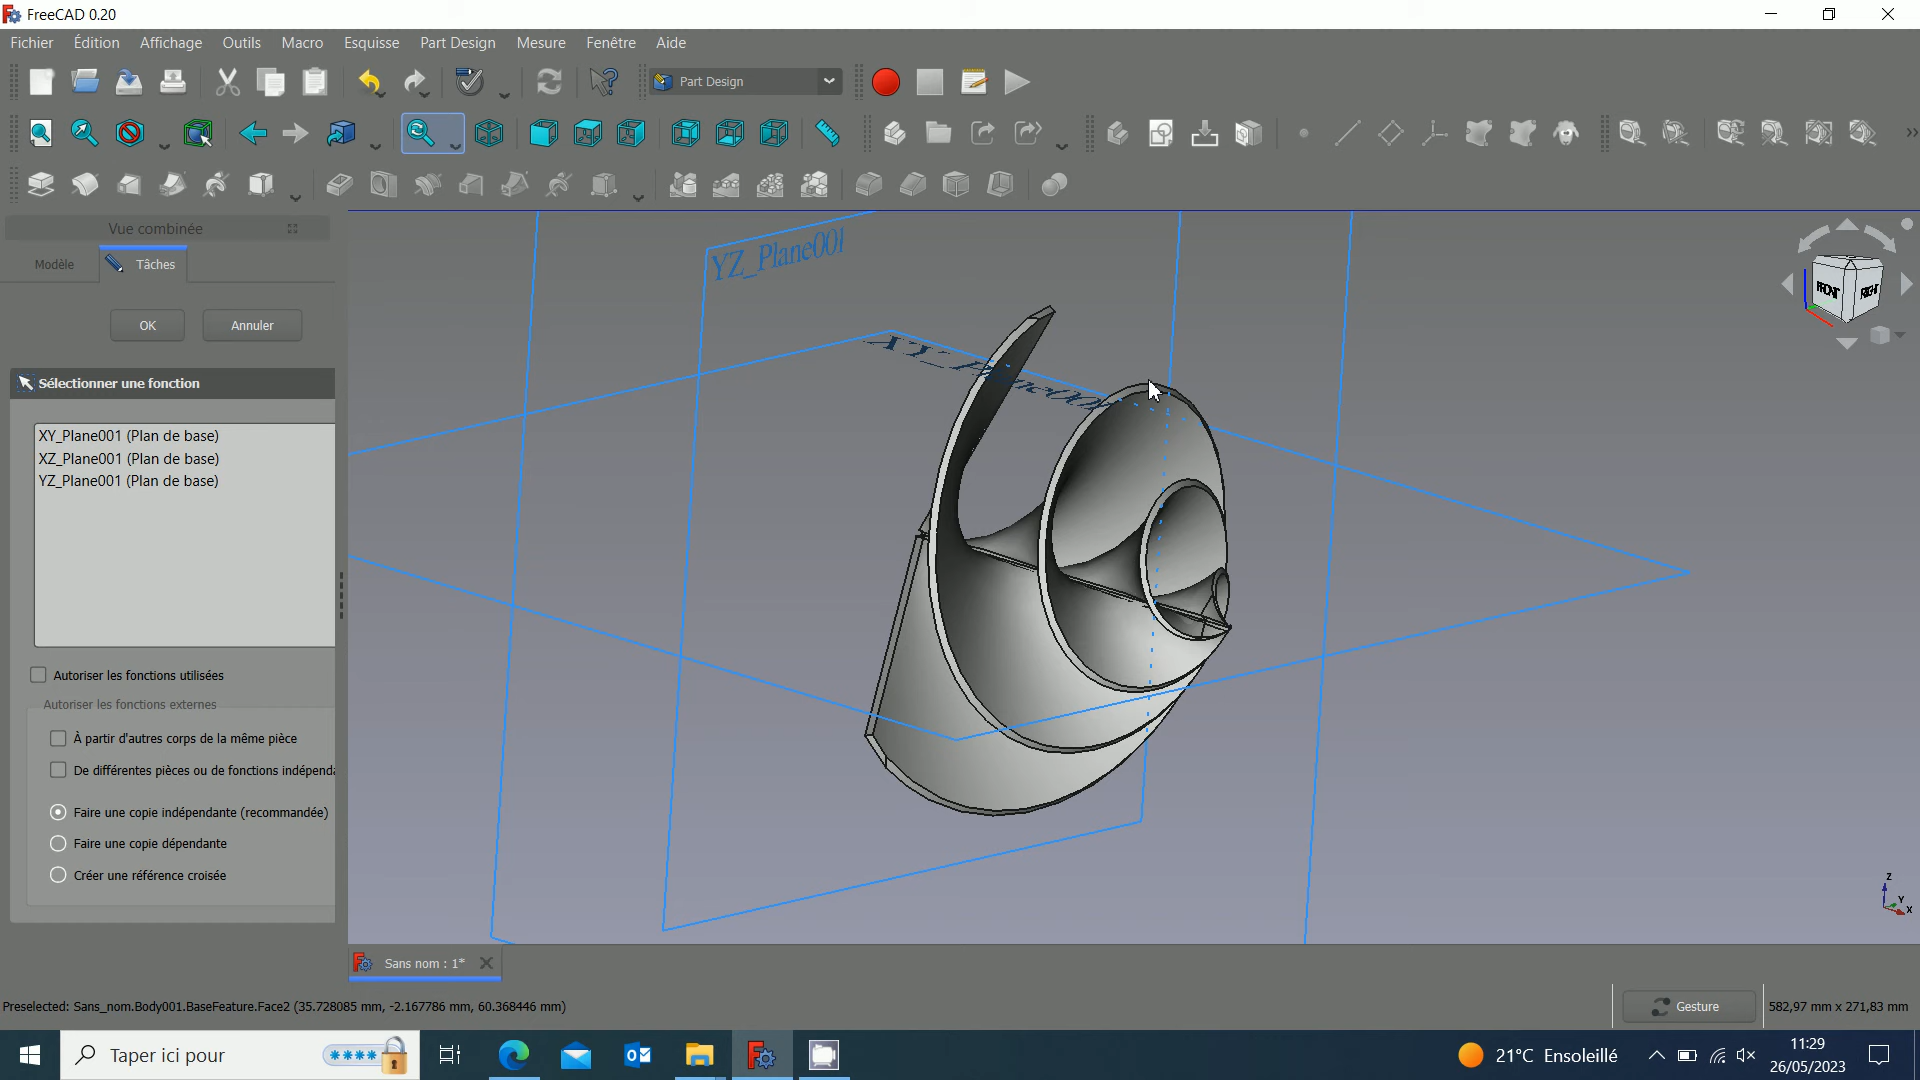 FreeCAD 0.20
Fichier Édition Affichage Outils Macro Esquisse Part Design Mesure Fenêtre Aide
Part Design
Vue combinée
Modèle Tâches
OK Annuler
Sélectionner une fonction
XY_Plane001 (Plan de base)
XZ_Plane001 (Plan de base)
YZ_Plane001 (Plan de base)
Autoriser les fonctions utilisées
Autoriser les fonctions externes
À partir d'autres corps de la même pièce
De différentes pièces ou de fonctions indépenda
Faire une copie indépendante (recommandée)
Faire une copie dépendante
Créer une référence croisée
YZ_Plane001
XY_Plane001
FRONT RIGHT
Z
Y
X
Sans nom : 1*
Preselected: Sans_nom.Body001.BaseFeature.Face2 (35.728085 mm, -2.167786 mm, 60.368446 mm)
Gesture
582,97 mm x 271,83 mm
Taper ici pour
****
21°C Ensoleillé
11:29
26/05/2023